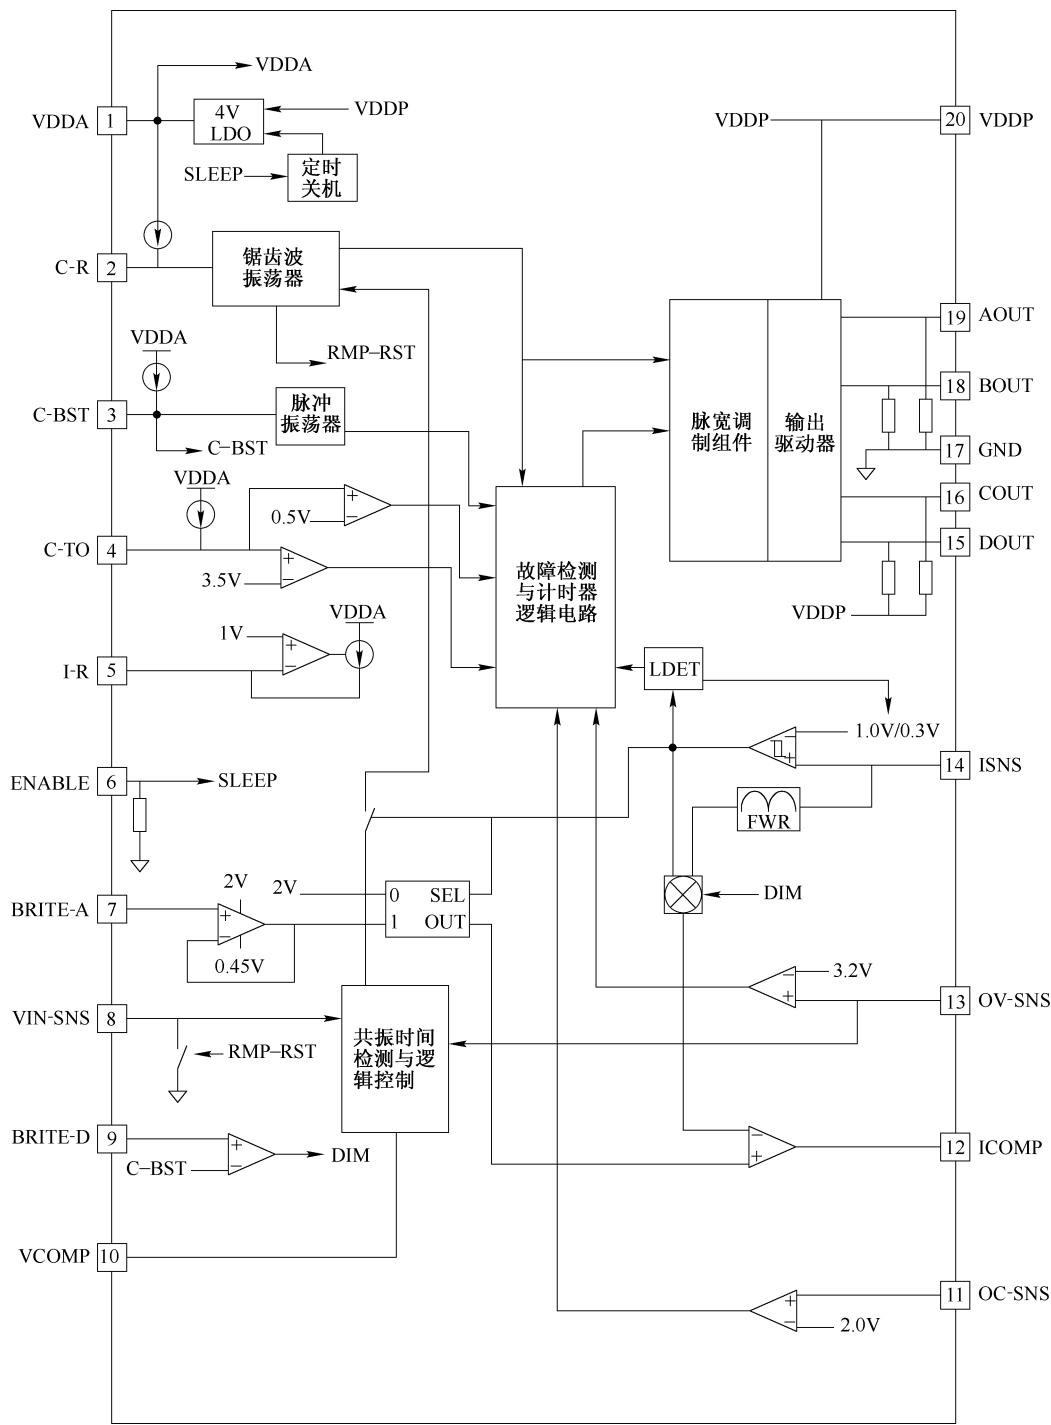 VDDA
VDDA
1
4V
LDO
VDDP
VDDP
20
VDDP
SLEEP
定时
关机
C-R
2
锯齿波
振荡器
RMP–RST
VDDA
19
AOUT
C-BST
3
脉冲
振荡器
C–BST
18
BOUT
脉宽调
制组件
输出
驱动器
17
GND
VDDA
16
COUT
0.5V
C-TO
4
15
DOUT
3.5V
故障检测
与计时器
逻辑电路
VDDP
VDDA
1V
I-R
5
LDET
1.0V/0.3V
ENABLE
6
SLEEP
14
ISNS
FWR
2V
2V
0
SEL
DIM
BRITE-A
7
1
OUT
0.45V
3.2V
13
OV-SNS
VIN-SNS
8
RMP–RST
共振时间
检测与逻
辑控制
BRITE-D
9
C–BST
DIM
12
ICOMP
VCOMP
10
11
OC-SNS
2.0V